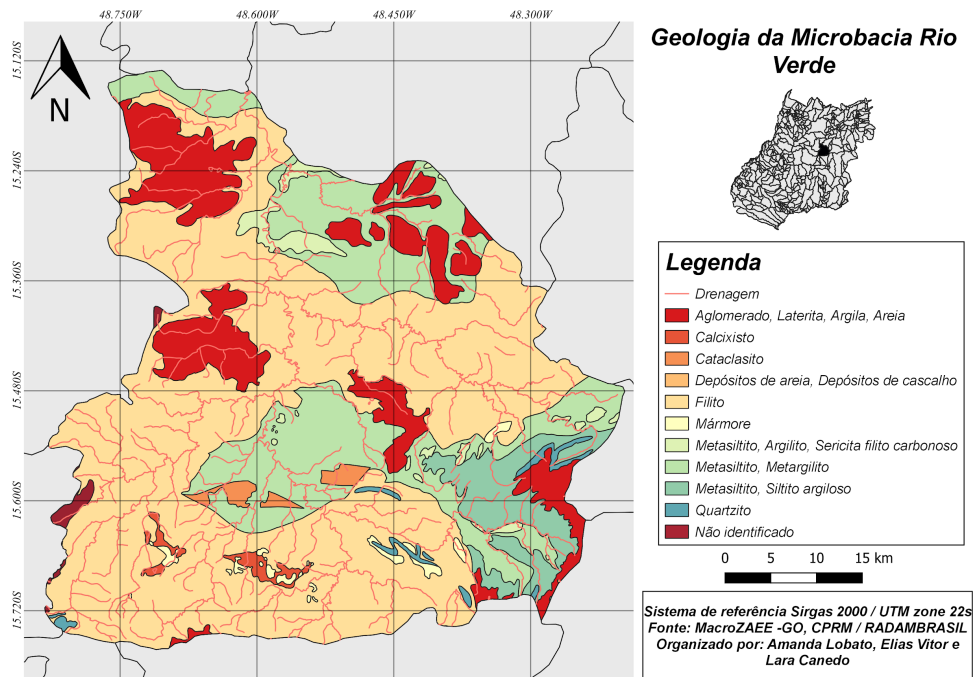 48.750W 48.600W 48.450W 48.300W
Geologia da Microbacia Rio
Verde
15.120S
N
15.240S
15.360S
15.480S
15.600S
15.720S
Legenda
Drenagem
Aglomerado, Laterita, Argila, Areia
Calcixisto
Cataclasito
Depósitos de areia, Depósitos de cascalho
Filito
Mármore
Metasiltito, Argilito, Sericita filito carbonoso
Metasiltito, Metargilito
Metasiltito, Siltito argiloso
Quartzito
Não identificado
0 5 10 15 km
Sistema de referência Sirgas 2000 / UTM zone 22s
Fonte: MacroZAEE -GO, CPRM / RADAMBRASIL
Organizado por: Amanda Lobato, Elias Vitor e
Lara Canedo